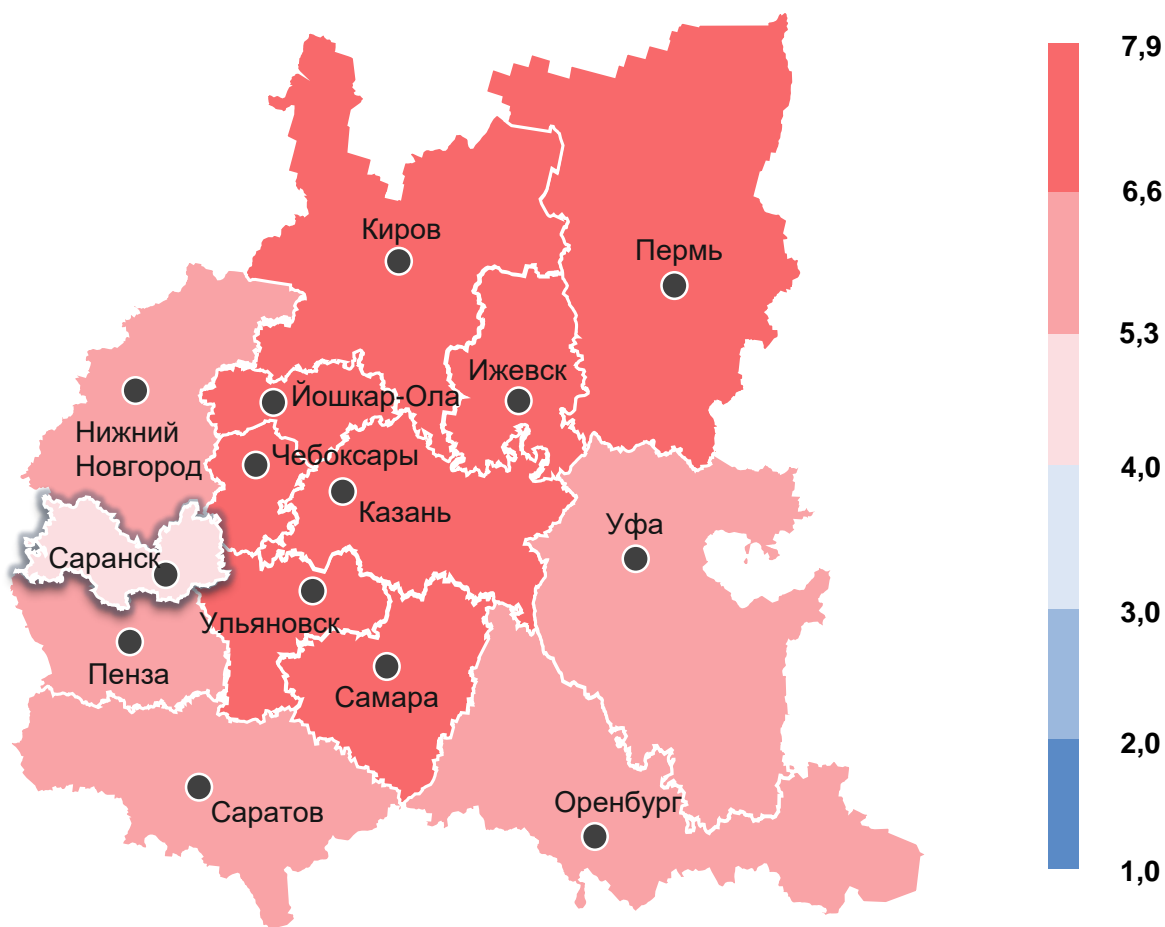 7,9
6,6
Киров
Пермь
5,3
Ижевск
Йошкар-Ола
Нижний
Новгород
Чебоксары
4,0
Казань
Уфа
Саранск
3,0
Ульяновск
Пенза
Самара
2,0
Саратов
Оренбург
1,0